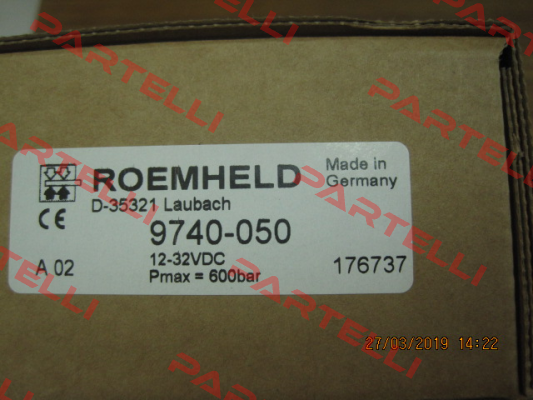 ROEMHELD
Made in
Germany
D-35321 Laubach
CE
9740-050
12-32VDC
A 02
Pmax = 600bar
176737
27/03/2019 14:22
PARTELLI
PARTELLI
PARTELLI
PARTELLI
PARTELLI
PARTELLI